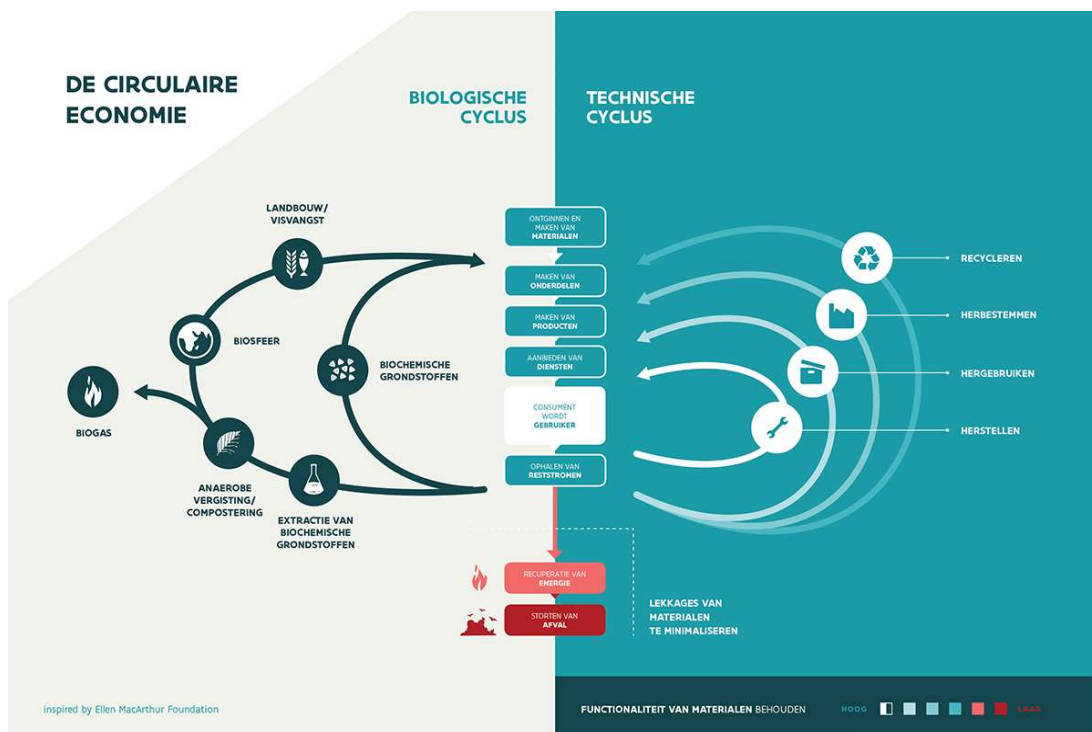 DE CIRCULAIRE
ECONOMIE
BIOLOGISCHE
CYCLUS
TECHNISCHE
CYCLUS
LANDBOUW/
VISVANGST
BIOSFEER
BIOCHEMISCHE
GRONDSTOFFEN
BIOGAS
ANAEROBE
VERGISTING/
COMPOSTERING
EXTRACTIE VAN
BIOCHEMISCHE
GRONDSTOFFEN
ONTGINNEN EN
MAKEN VAN
MATERIALEN
MAKEN VAN
ONDERDELEN
MAKEN VAN
PRODUCTEN
AANBIEDEN VAN
DIENSTEN
CONSUMENT
WORDT
GEBRUIKER
OPHALEN VAN
RESTSTROMEN
RECUPERATIE VAN
ENERGIE
STORTEN VAN
AFVAL
RECYCLEREN
HERBESTEMMEN
HERGEBRUIKEN
HERSTELLEN
LEKKAGES VAN
MATERIALEN
TE MINIMALISEREN
inspired by Ellen MacArthur Foundation
FUNCTIONALITEIT VAN MATERIALEN BEHOUDEN
HOOG
LAAG